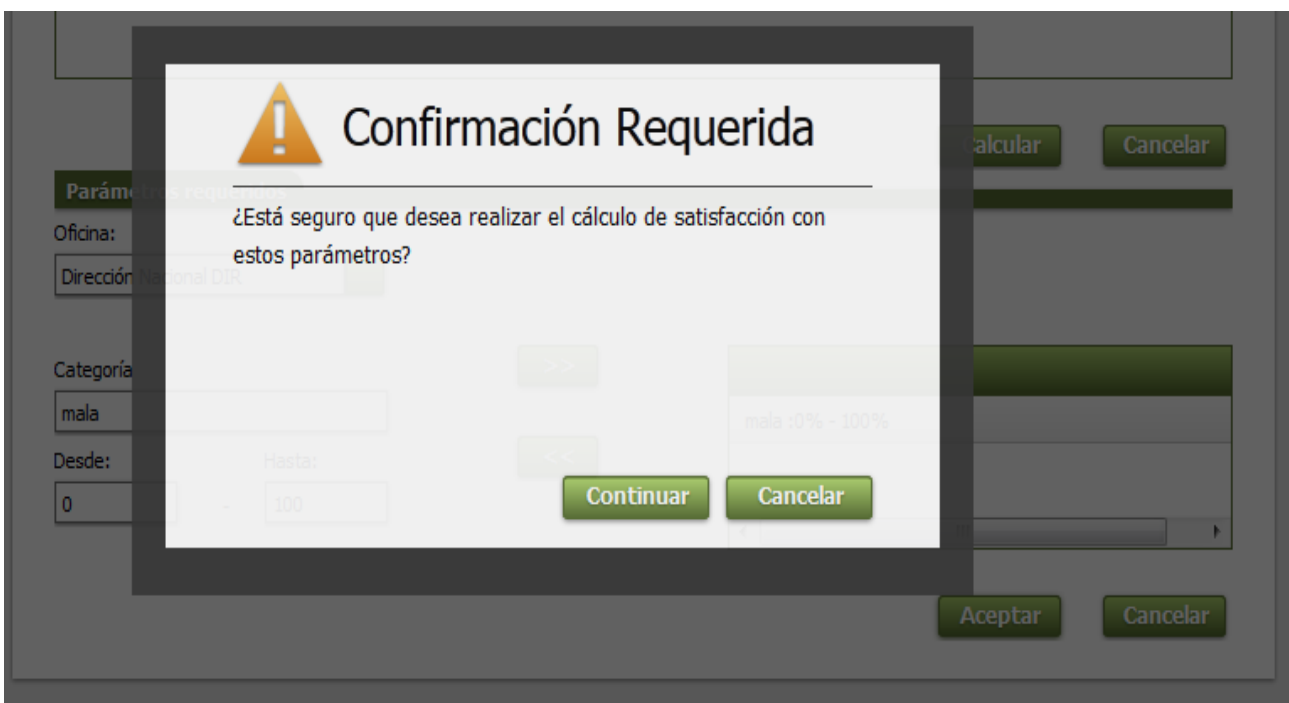 Confirmación Requerida
Calcular
Cancelar
Parámetros requeridos
¿Está seguro que desea realizar el cálculo de satisfacción con
estos parámetros?
Oficina:
Dirección Nacional DIR
Categoría
>>
mala
mala :0% - 100%
Desde:
Hasta:
<<
0
-
100
Continuar
Cancelar
Aceptar
Cancelar